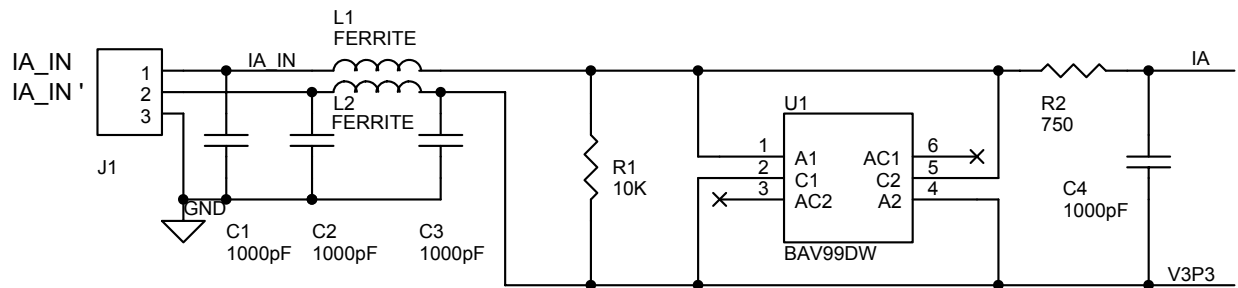 L1
FERRITE
IA_IN
IA_IN '
1
2
3
J1
IA_IN
L2
FERRITE
GND
C1
1000pF
C2
1000pF
C3
1000pF
R1
10K
U1
1
2
3
A1
C1
AC2
AC1
C2
A2
6
5
4
BAV99DW
R2
750
IA
C4
1000pF
V3P3